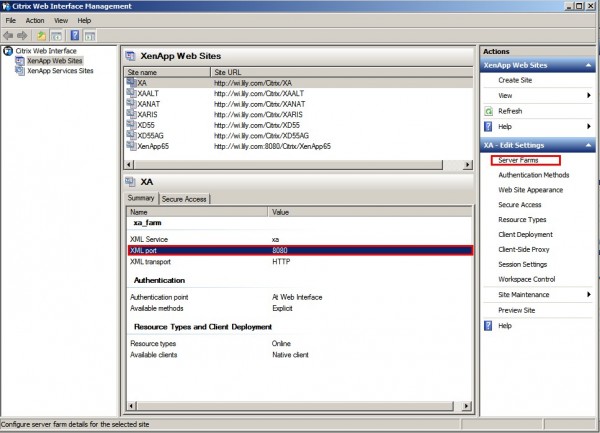 Citrix Web Interface Management
File Action View Help
Citrix Web Interface
XenApp Web Sites
XenApp Services Sites
XenApp Web Sites
Site name Site URL
XA http://wi.lily.com/Citrix/XA
XAALT http://wi.lily.com/Citrix/XAALT
XANAT http://wi.lily.com/Citrix/XANAT
XARIS http://wi.lily.com/Citrix/XARIS
XD55 http://wi.lily.com/Citrix/XD55
XD55AG http://wi.lily.com/Citrix/XD55AG
XenApp65 http://wi.lily.com:8080/Citrix/XenApp65
XA
Summary Secure Access
Name Value
xa_farm
XML Service xa
XML port 8080
XML transport HTTP
Authentication
Authentication point At Web Interface
Available methods Explicit
Resource Types and Client Deployment
Resource types Online
Available clients Native client
Actions
XenApp Web Sites
Create Site
View
Refresh
Help
XA - Edit Settings
Server Farms
Authentication Methods
Web Site Appearance
Secure Access
Resource Types
Client Deployment
Client-Side Proxy
Session Settings
Workspace Control
Site Maintenance
Preview Site
Help
Configure server farm details for the selected site